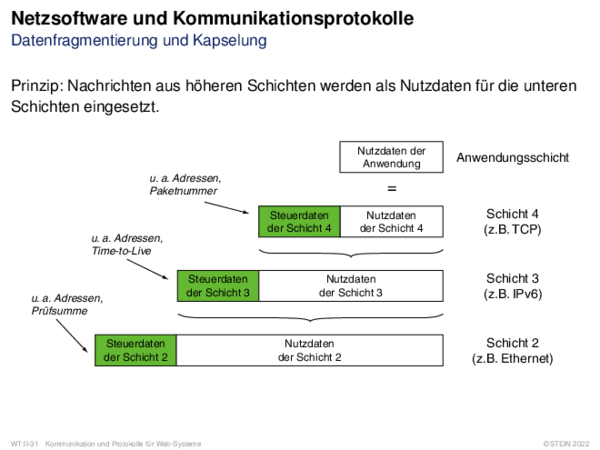 Netzsoftware und Kommunikationsprotokolle
Datenfragmentierung und Kapselung
Prinzip: Nachrichten aus höheren Schichten werden als Nutzdaten für die unteren
Schichten eingesetzt.
Nutzdaten der
Anwendung
Anwendungsschicht
=
u. a. Adressen,
Paketnummer
Steuerdaten
der Schicht 4
Nutzdaten
der Schicht 4
Schicht 4
(z.B. TCP)
u. a. Adressen,
Time-to-Live
Steuerdaten
der Schicht 3
Nutzdaten
der Schicht 3
Schicht 3
(z.B. IPv6)
u. a. Adressen,
Prüfsumme
Steuerdaten
der Schicht 2
Nutzdaten
der Schicht 2
Schicht 2
(z.B. Ethernet)
WT:II-31 Kommunikation und Protokolle für Web-Systeme
©STEIN 2022